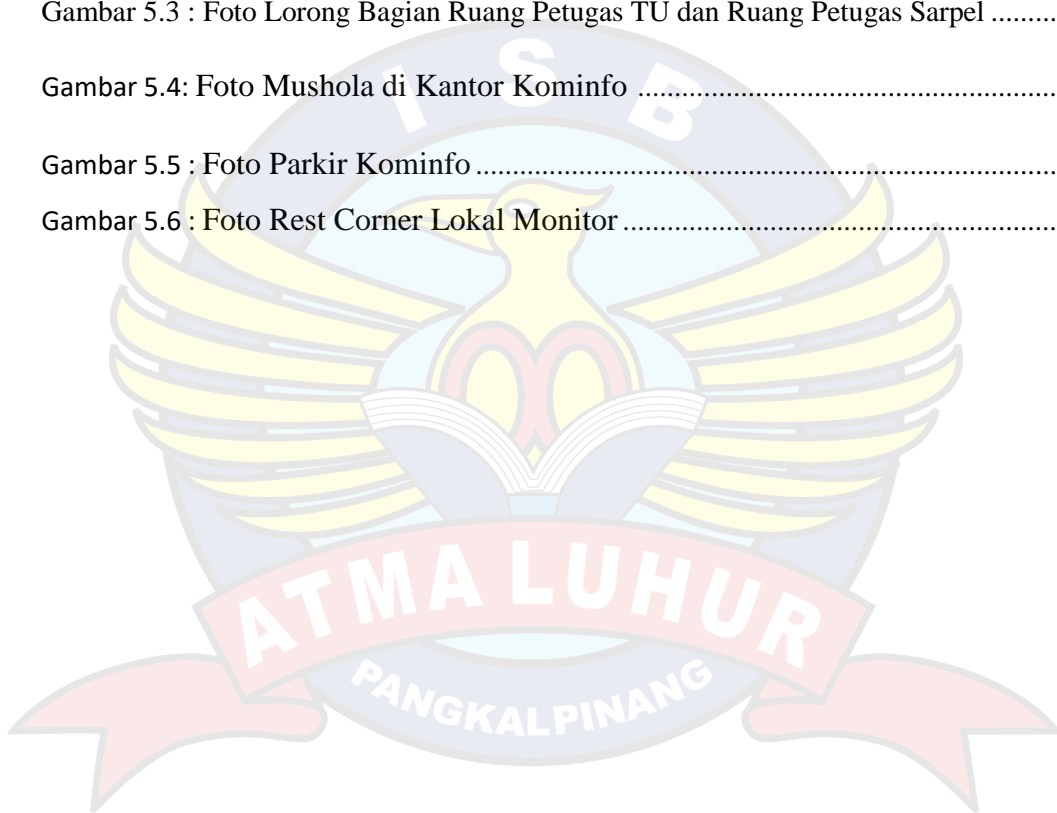 Gambar 5.3 : Foto Lorong Bagian Ruang Petugas TU dan Ruang Petugas Sarpel .........
Gambar 5.4: Foto Mushola di Kantor Kominfo ................................................................
Gambar 5.5 : Foto Parkir Kominfo ......................................................................................
Gambar 5.6 : Foto Rest Corner Lokal Monitor ................................................................
I S B
ATMA LUHUR
PANGKALPINANG